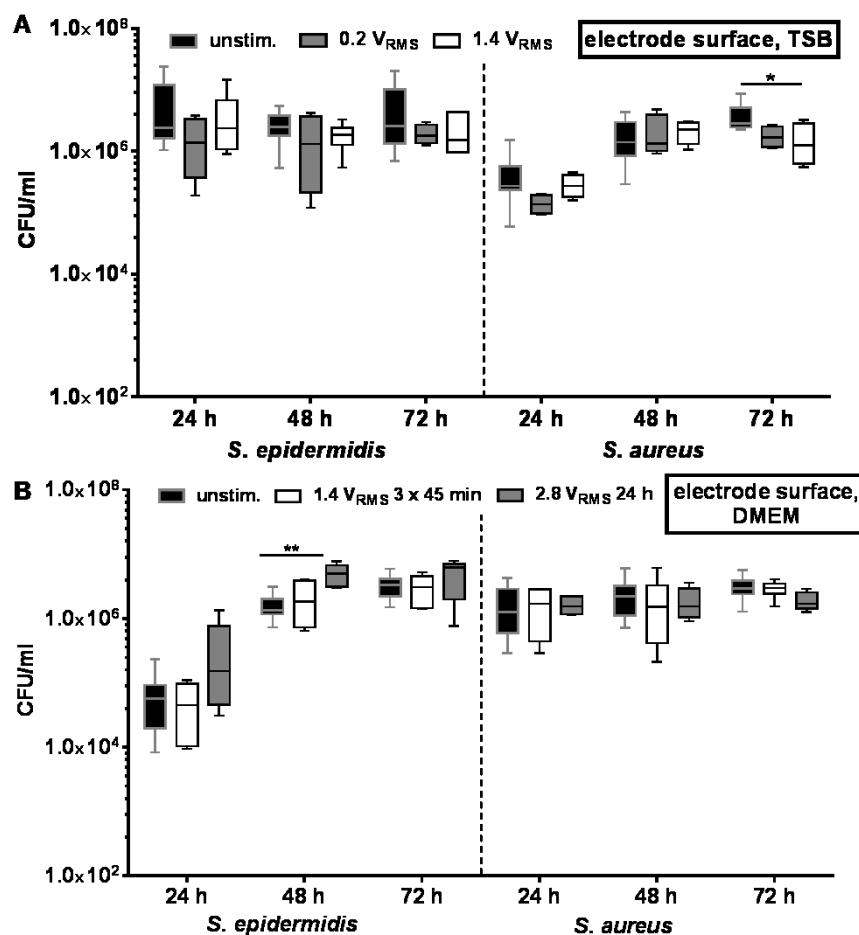 A
1.0×10⁸
unstim.
0.2 V_RMS
1.4 V_RMS
electrode surface, TSB
*
1.0×10⁶
CFU/ml
1.0×10⁴
1.0×10²
24 h 48 h 72 h 24 h 48 h 72 h
S. epidermidis S. aureus
B
1.0×10⁸
unstim.
1.4 V_RMS 3 x 45 min
2.8 V_RMS 24 h
electrode surface,
DMEM
**
1.0×10⁶
CFU/ml
1.0×10⁴
1.0×10²
24 h 48 h 72 h 24 h 48 h 72 h
S. epidermidis S. aureus